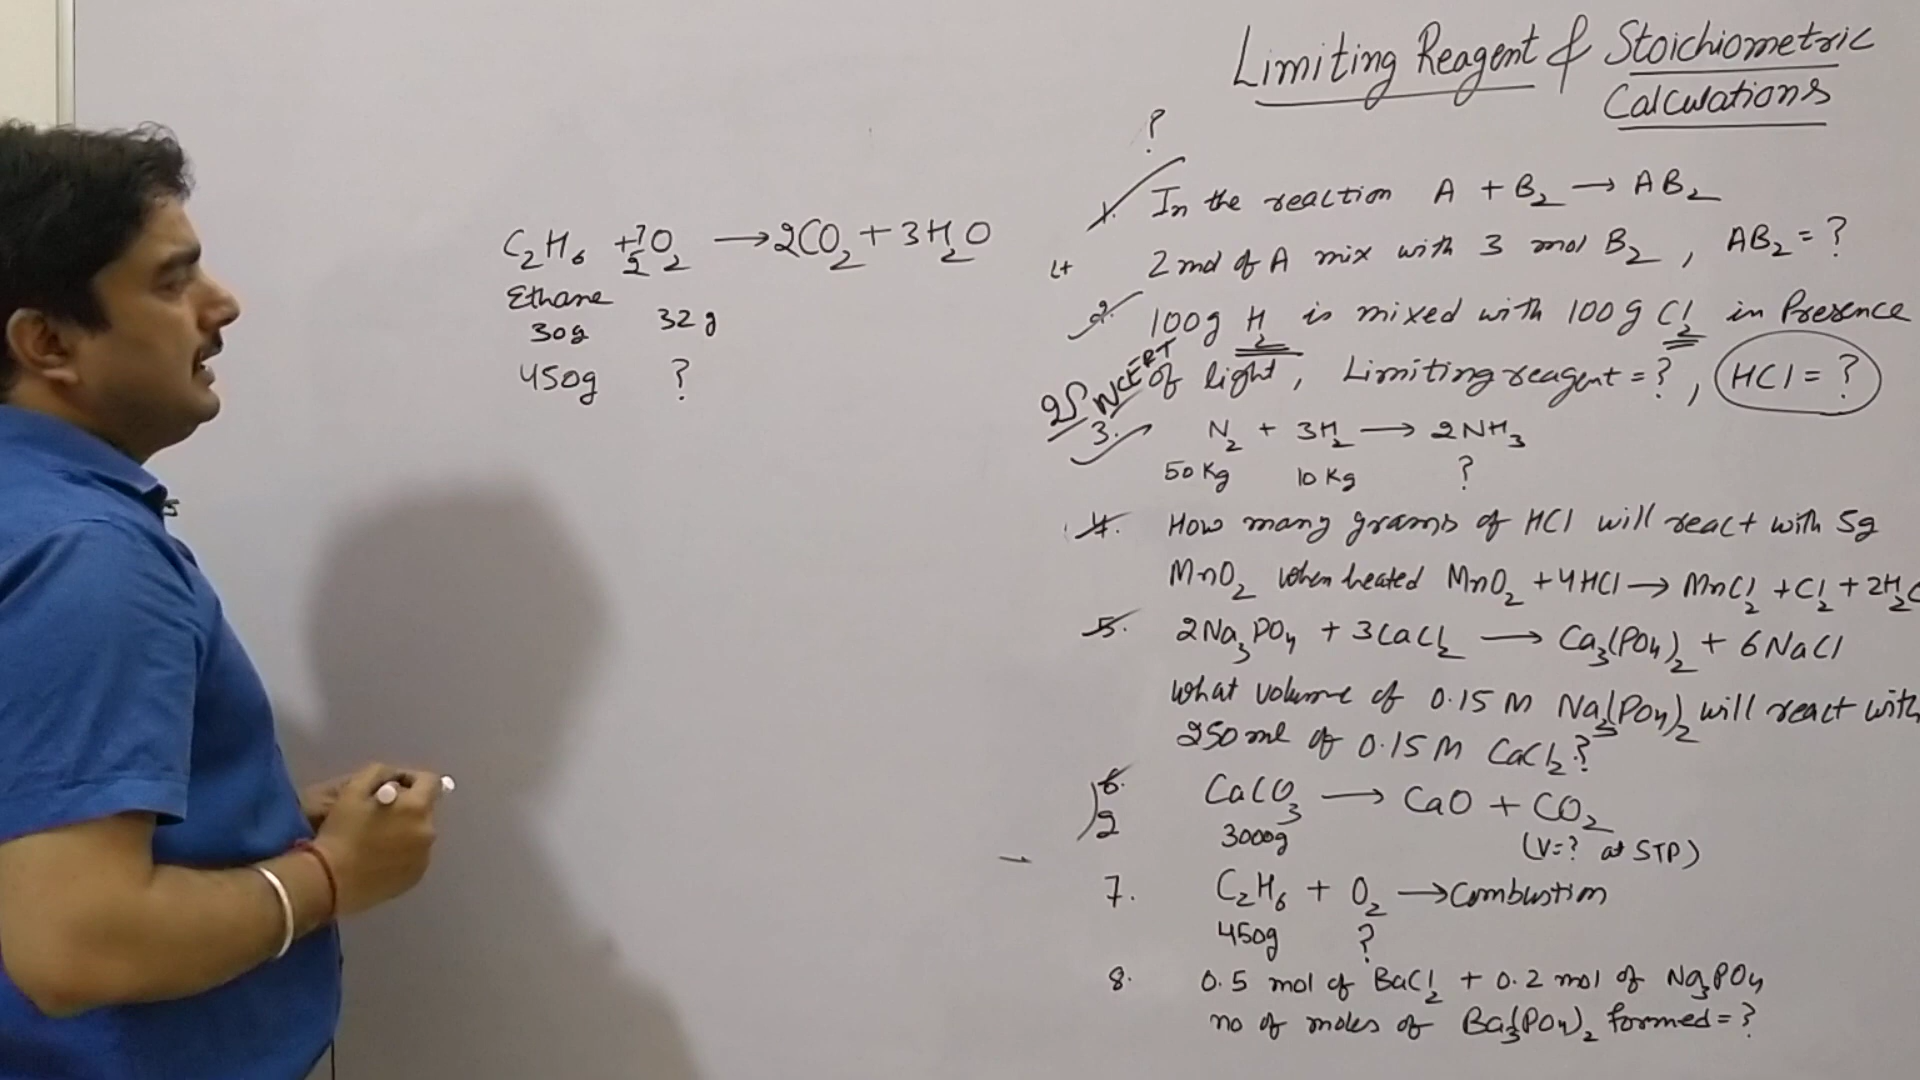 Limiting Reagent & Stoichiometric
Calculations
?
1. In the reaction A + B₂ → AB₂
2 mol of A mix with 3 mol B₂, AB₂ = ?
2. 100g H₂ is mixed with 100g Cl₂ in Presence
of light, Limiting reagent = ?, HCl = ?
NCERT
3. N₂ + 3H₂ → 2NH₃
50 Kg 10 Kg ?
4. How many grams of HCl will react with 5g
MnO₂ when heated MnO₂ + 4HCl → MnCl₂ + Cl₂ + 2H₂O
5. 2Na₃PO₄ + 3CaCl₂ → Ca₃(PO₄)₂ + 6NaCl
What volume of 0.15 M Na₃(PO₄)₂ will react with
250 ml of 0.15 M CaCl₂?
6. CaCO₃ → CaO + CO₂
3000g (V=? at STP)
7. C₂H₆ + O₂ → Combustion
450g ?
8. 0.5 mol of BaCl₂ + 0.2 mol of Na₃PO₄
no of moles of Ba₃(PO₄)₂ formed = ?
C₂H₆ + 7/2 O₂ → 2CO₂ + 3H₂O
Ethane
30g 32g
450g ?